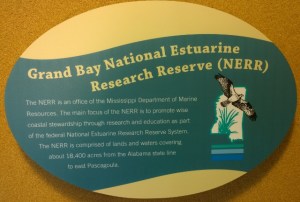 Grand Bay National Estuarine
Research Reserve (NERR)
The NERR is an office of the Mississippi Department of Marine
Resources. The main focus of the NERR is to promote wise
coastal stewardship through research and education as part
of the federal National Estuarine Research Reserve System.
The NERR is comprised of lands and waters covering
about 18,400 acres from the Alabama state line
to east Pascagoula.